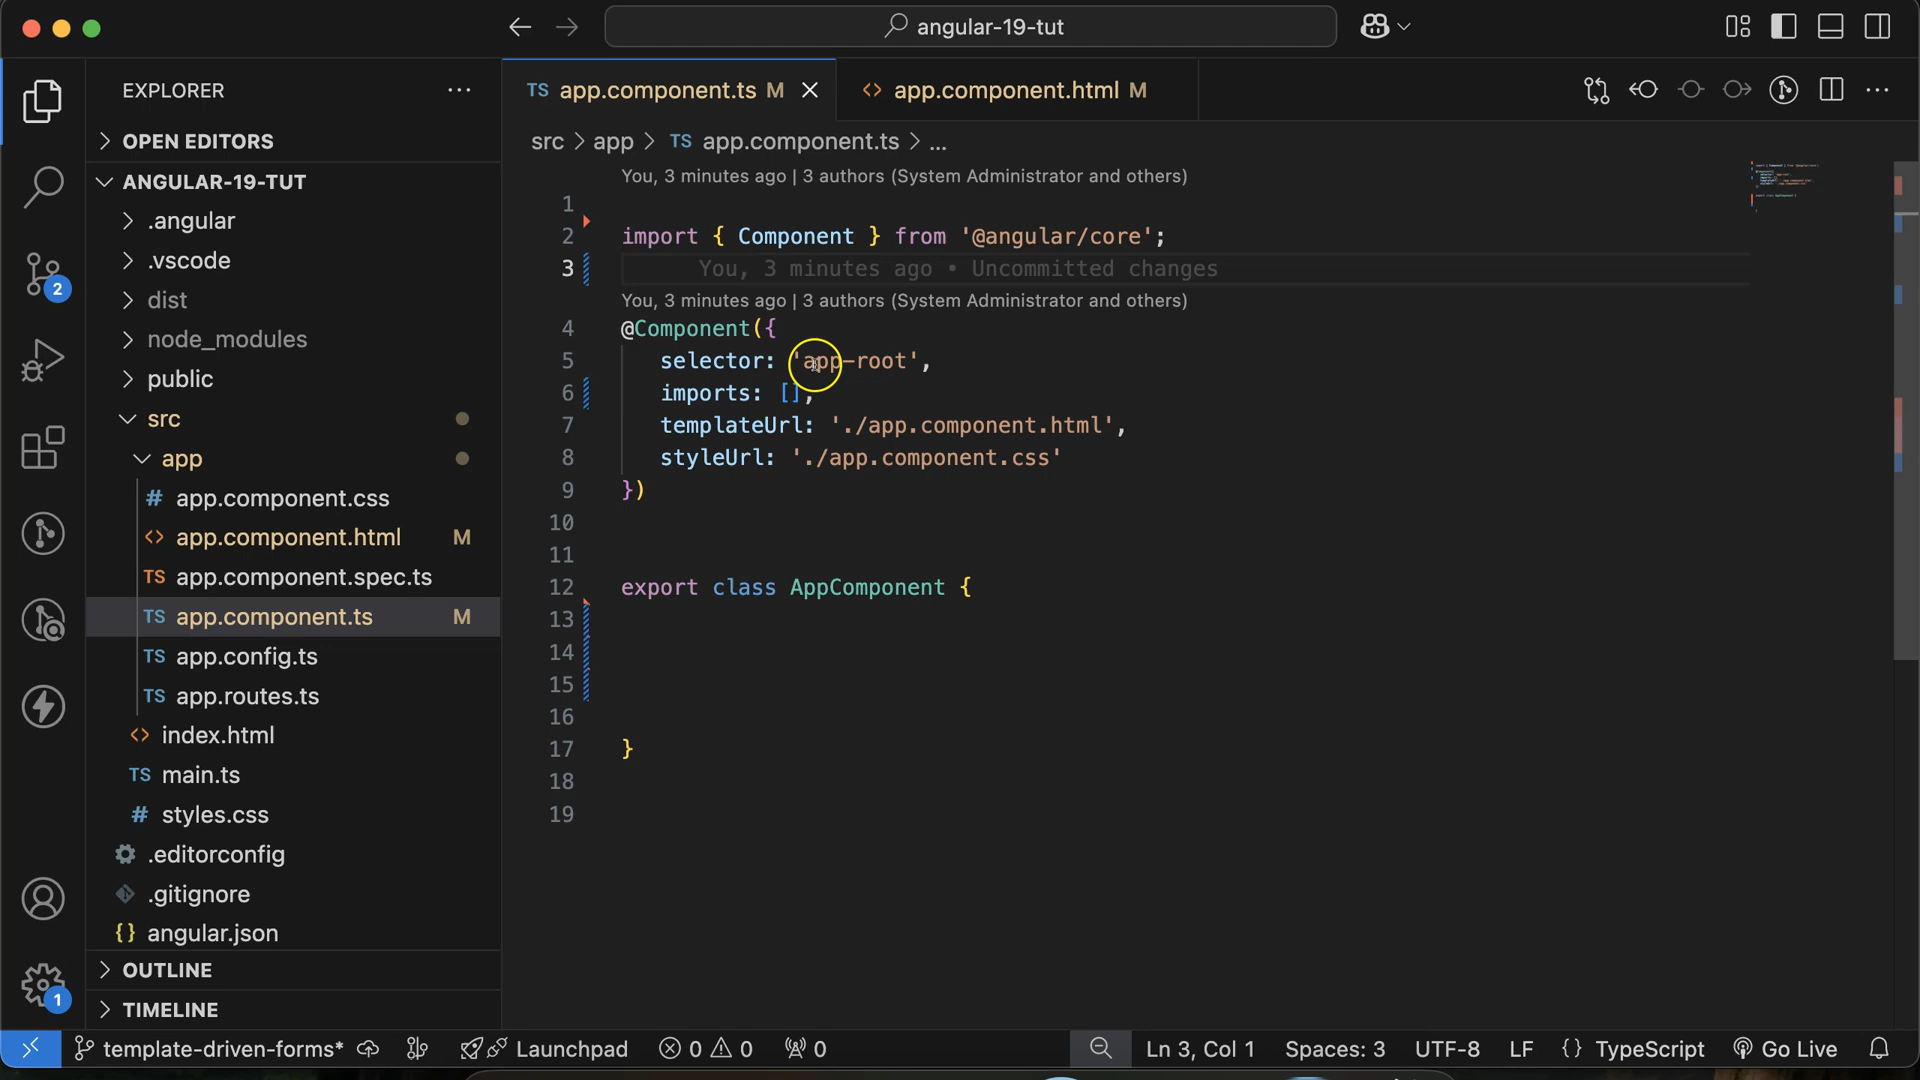 angular-19-tut
EXPLORER
OPEN EDITORS
ANGULAR-19-TUT
.angular
.vscode
dist
node_modules
public
src
app
# app.component.css
<> app.component.html M
TS app.component.spec.ts
TS app.component.ts M
TS app.config.ts
TS app.routes.ts
<> index.html
TS main.ts
# styles.css
.editorconfig
.gitignore
{} angular.json
OUTLINE
TIMELINE
2
1
TS app.component.ts M
<> app.component.html M
src > app > TS app.component.ts > ...
You, 3 minutes ago | 3 authors (System Administrator and others)
1
2 import { Component } from '@angular/core';
3 You, 3 minutes ago • Uncommitted changes
You, 3 minutes ago | 3 authors (System Administrator and others)
4 @Component({
5 selector: 'app-root',
6 imports: [],
7 templateUrl: './app.component.html',
8 styleUrl: './app.component.css'
9 })
10
11
12 export class AppComponent {
13
14
15
16
17 }
18
19
template-driven-forms* Launchpad 0 0 0 Ln 3, Col 1 Spaces: 3 UTF-8 LF {} TypeScript Go Live